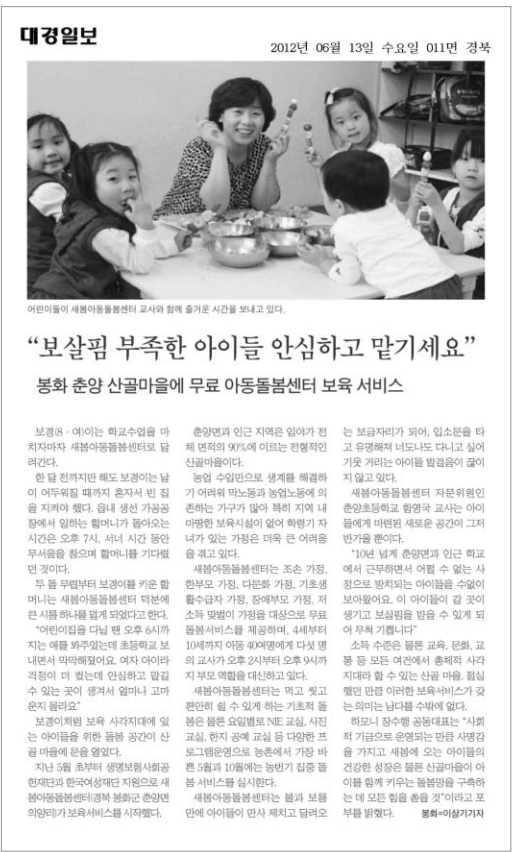 대경일보
2012년 06월 13일 수요일 011면 경북
어린이들이 새봄아동돌봄센터 교사와 함께 즐거운 시간을 보내고 있다.
“보살핌 부족한 아이들 안심하고 맡기세요”
봉화 춘양 산골마을에 무료 아동돌봄센터 보육 서비스
보경(8·여)이는 학교수업을 마
치자마자 새봄아동돌봄센터로 달
려간다.
한 달 전까지만 해도 보경이는 날
이 어두워질 때까지 혼자서 빈 집
을 지켜야 했다. 읍내 생선 가공공
장에서 일하는 할머니가 돌아오는
시간은 오후 7시. 서너 시간 동안
무서움을 참으며 할머니를 기다렸
던 것이다.
두 돌 무렵부터 보경이를 키운 할
머니는 새봄아동돌봄센터 덕분에
큰 시름 하나를 덜게 되었다고 한다.
“어린이집을 다닐 땐 오후 6시까
지는 애를 봐주었는데 초등학교 보
내면서 막막해졌어요. 여자 아이라
걱정이 더 컸는데 안심하고 맡길
수 있는 곳이 생겨서 얼마나 고마
운지 몰라요”
보경이처럼 보육 사각지대에 있
는 아이들을 위한 돌봄 공간이 산
골 마을에 문을 열었다.
지난 5월 초부터 생명보험사회공
헌재단과 한국여성재단 지원으로 새
봄아동돌봄센터(경북 봉화군 춘양면
의양리)가 보육서비스를 시작했다.
춘양면과 인근 지역은 임야가 전
체 면적의 90%에 이르는 전형적인
산골마을이다.
농업 수입만으로 생계를 해결하
기 어려워 막노동과 농업노동에 의
존하는 가구가 많아 특히 지역 내
마땅한 보육시설이 없어 학령기 자
녀가 있는 가정은 더욱 큰 어려움
을 겪고 있다.
새봄아동돌봄센터는 조손 가정,
한부모 가정, 다문화 가정, 기초생
활수급자 가정, 장애부모 가정, 저
소득 맞벌이 가정을 대상으로 무료
돌봄서비스를 제공하며, 4세부터
10세까지 아동 40여명에게 다섯 명
의 교사가 오후 2시부터 오후 9시까
지 부모 역할을 대신하고 있다.
새봄아동돌봄센터는 먹고 씻고
편안히 쉴 수 있게 하는 기초적 돌
봄은 물론 요일별로 NIE 교실, 사진
교실, 한지 공예 교실 등 다양한 프
로그램운영으로 농촌에서 가장 바
쁜 5월과 10월에는 농번기 집중 돌
봄 서비스를 실시한다.
새봄아동돌봄센터는 불과 보름
만에 아이들이 만사 제치고 달려오
는 보금자리가 되어, 입소문을 타
고 유명해져 너도나도 다니고 싶어
기웃 거리는 아이들 발걸음이 끊이
지 않고 있다.
새봄아동돌봄센터 자문위원인
춘양초등학교 함영국 교사는 아이
들에게 마련된 새로운 공간이 그저
반가울 뿐이다.
“10년 넘게 춘양면과 인근 학교
에서 근무하면서 어쩔 수 없는 사
정으로 방치되는 아이들을 수없이
보아왔어요. 이 아이들이 갈 곳이
생기고 보살핌을 받을 수 있게 되
어 무척 기쁩니다”
소득 수준은 물론 교육, 문화, 교
통 등 모든 여건에서 총체적 사각
지대라 할 수 있는 산골 마을. 절실
했던 만큼 이러한 보육서비스가 갖
는 의미는 남다를 수밖에 없다.
하모니 장수행 공동대표는 “사회
적 기금으로 운영되는 만큼 사명감
을 가지고 새봄에 오는 아이들의
건강한 성장은 물론 산골마을이 아
이를 함께 키우는 돌봄망을 구축하
는 데 모든 힘을 쏟을 것”이라고 포
부를 밝혔다. 봉화=이상기기자